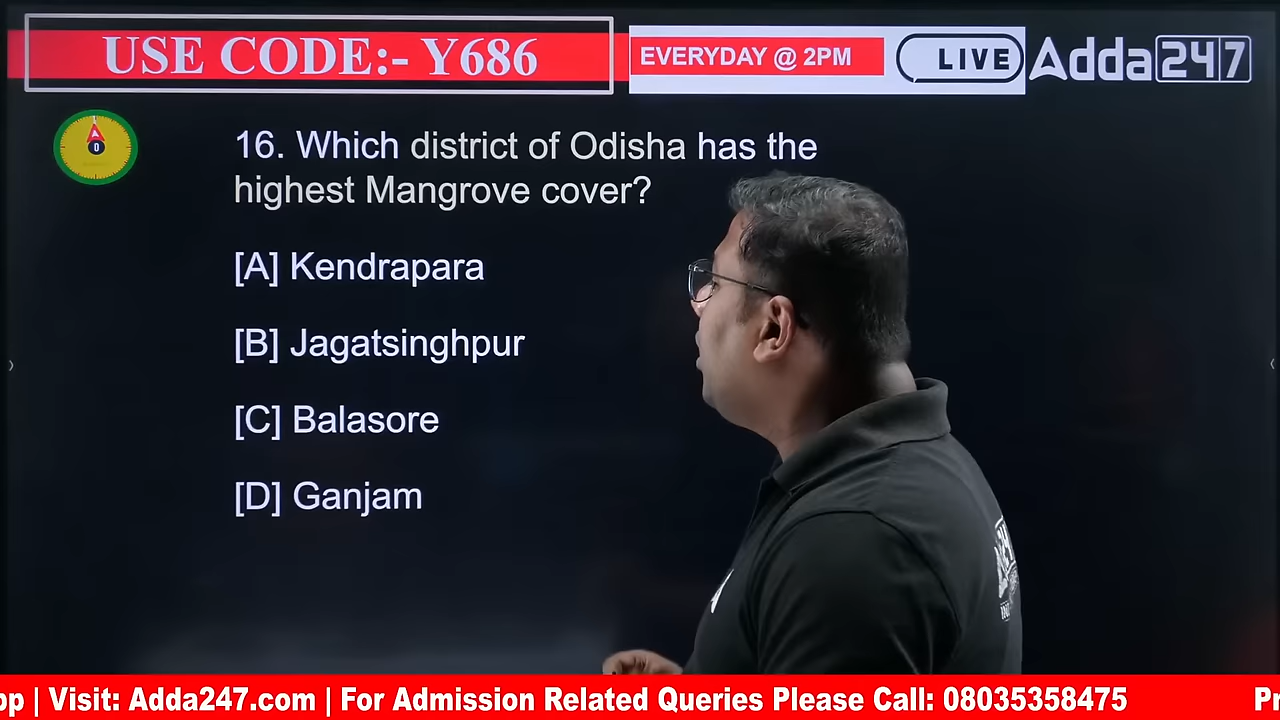 USE CODE:- Y686
EVERYDAY @ 2PM
LIVE
Adda247
16. Which district of Odisha has the
highest Mangrove cover?
[A] Kendrapara
[B] Jagatsinghpur
[C] Balasore
[D] Ganjam
pp | Visit: Adda247.com | For Admission Related Queries Please Call: 08035358475 Pr